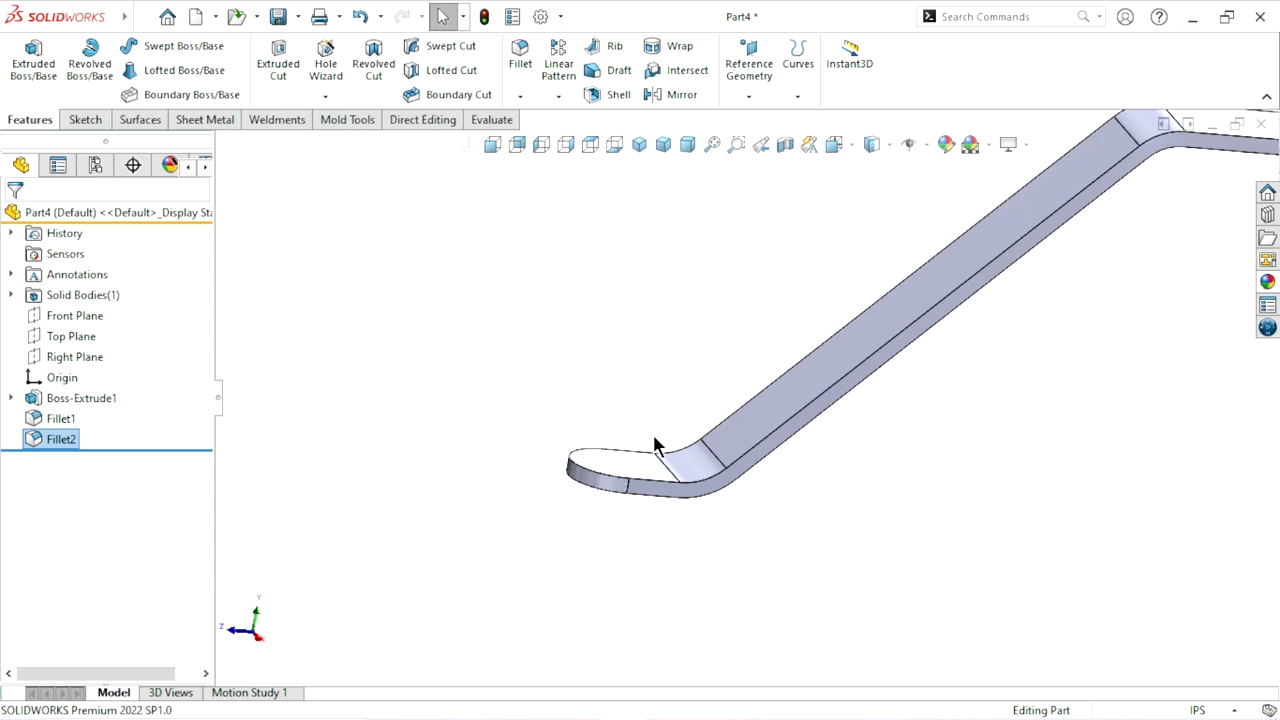 SOLIDWORKS
Part4 *
Search Commands
Extruded Boss/Base
Revolved Boss/Base
Swept Boss/Base
Lofted Boss/Base
Boundary Boss/Base
Extruded Cut
Hole Wizard
Revolved Cut
Swept Cut
Lofted Cut
Boundary Cut
Fillet
Linear Pattern
Rib
Draft
Shell
Wrap
Intersect
Mirror
Reference Geometry
Curves
Instant3D
Features
Sketch
Surfaces
Sheet Metal
Weldments
Mold Tools
Direct Editing
Evaluate
Part4 (Default) <<Default>_Display Sta
History
Sensors
Annotations
Solid Bodies(1)
Front Plane
Top Plane
Right Plane
Origin
Boss-Extrude1
Fillet1
Fillet2
Y
Z
Model
3D Views
Motion Study 1
SOLIDWORKS Premium 2022 SP1.0
Editing Part
IPS